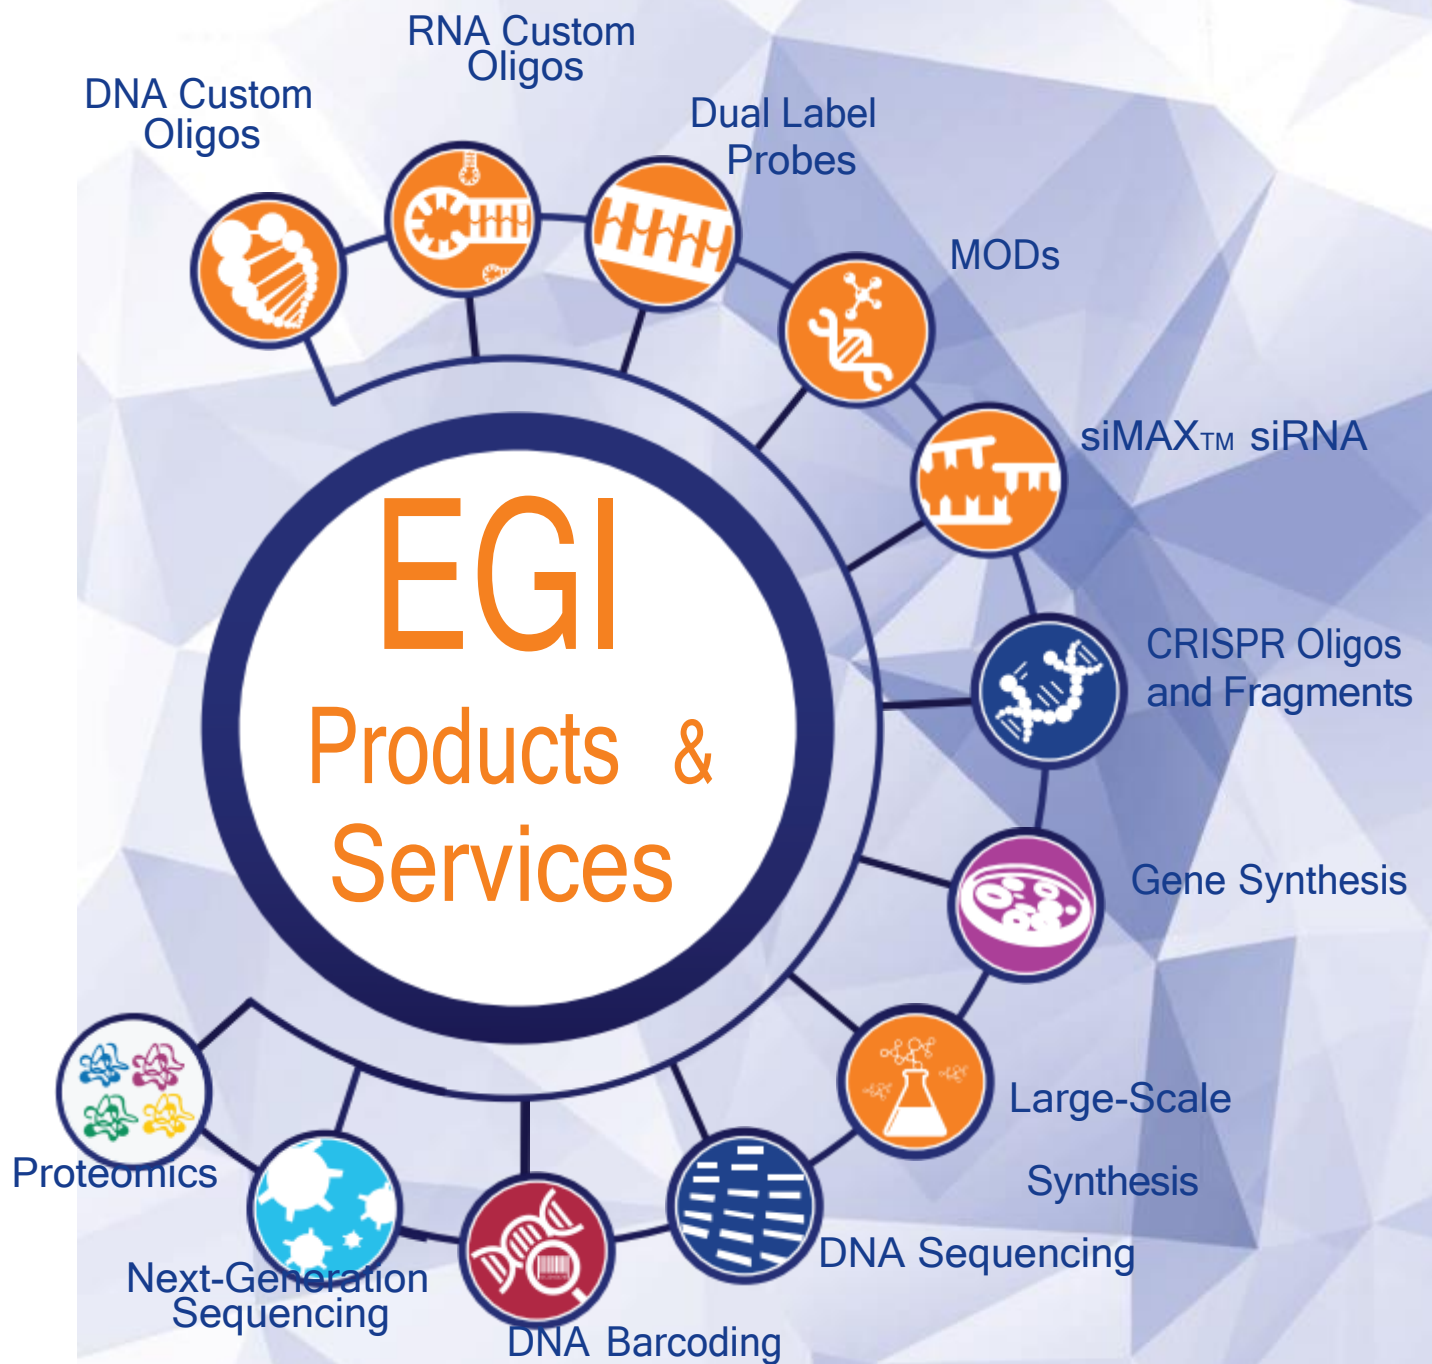 RNA Custom
Oligos
DNA Custom
Oligos
Dual Label
Probes
MODs
siMAX™ siRNA
CRISPR Oligos
and Fragments
Gene Synthesis
Large-Scale
Synthesis
DNA Sequencing
DNA Barcoding
Next-Generation
Sequencing
Proteomics
EGI
Products &
Services